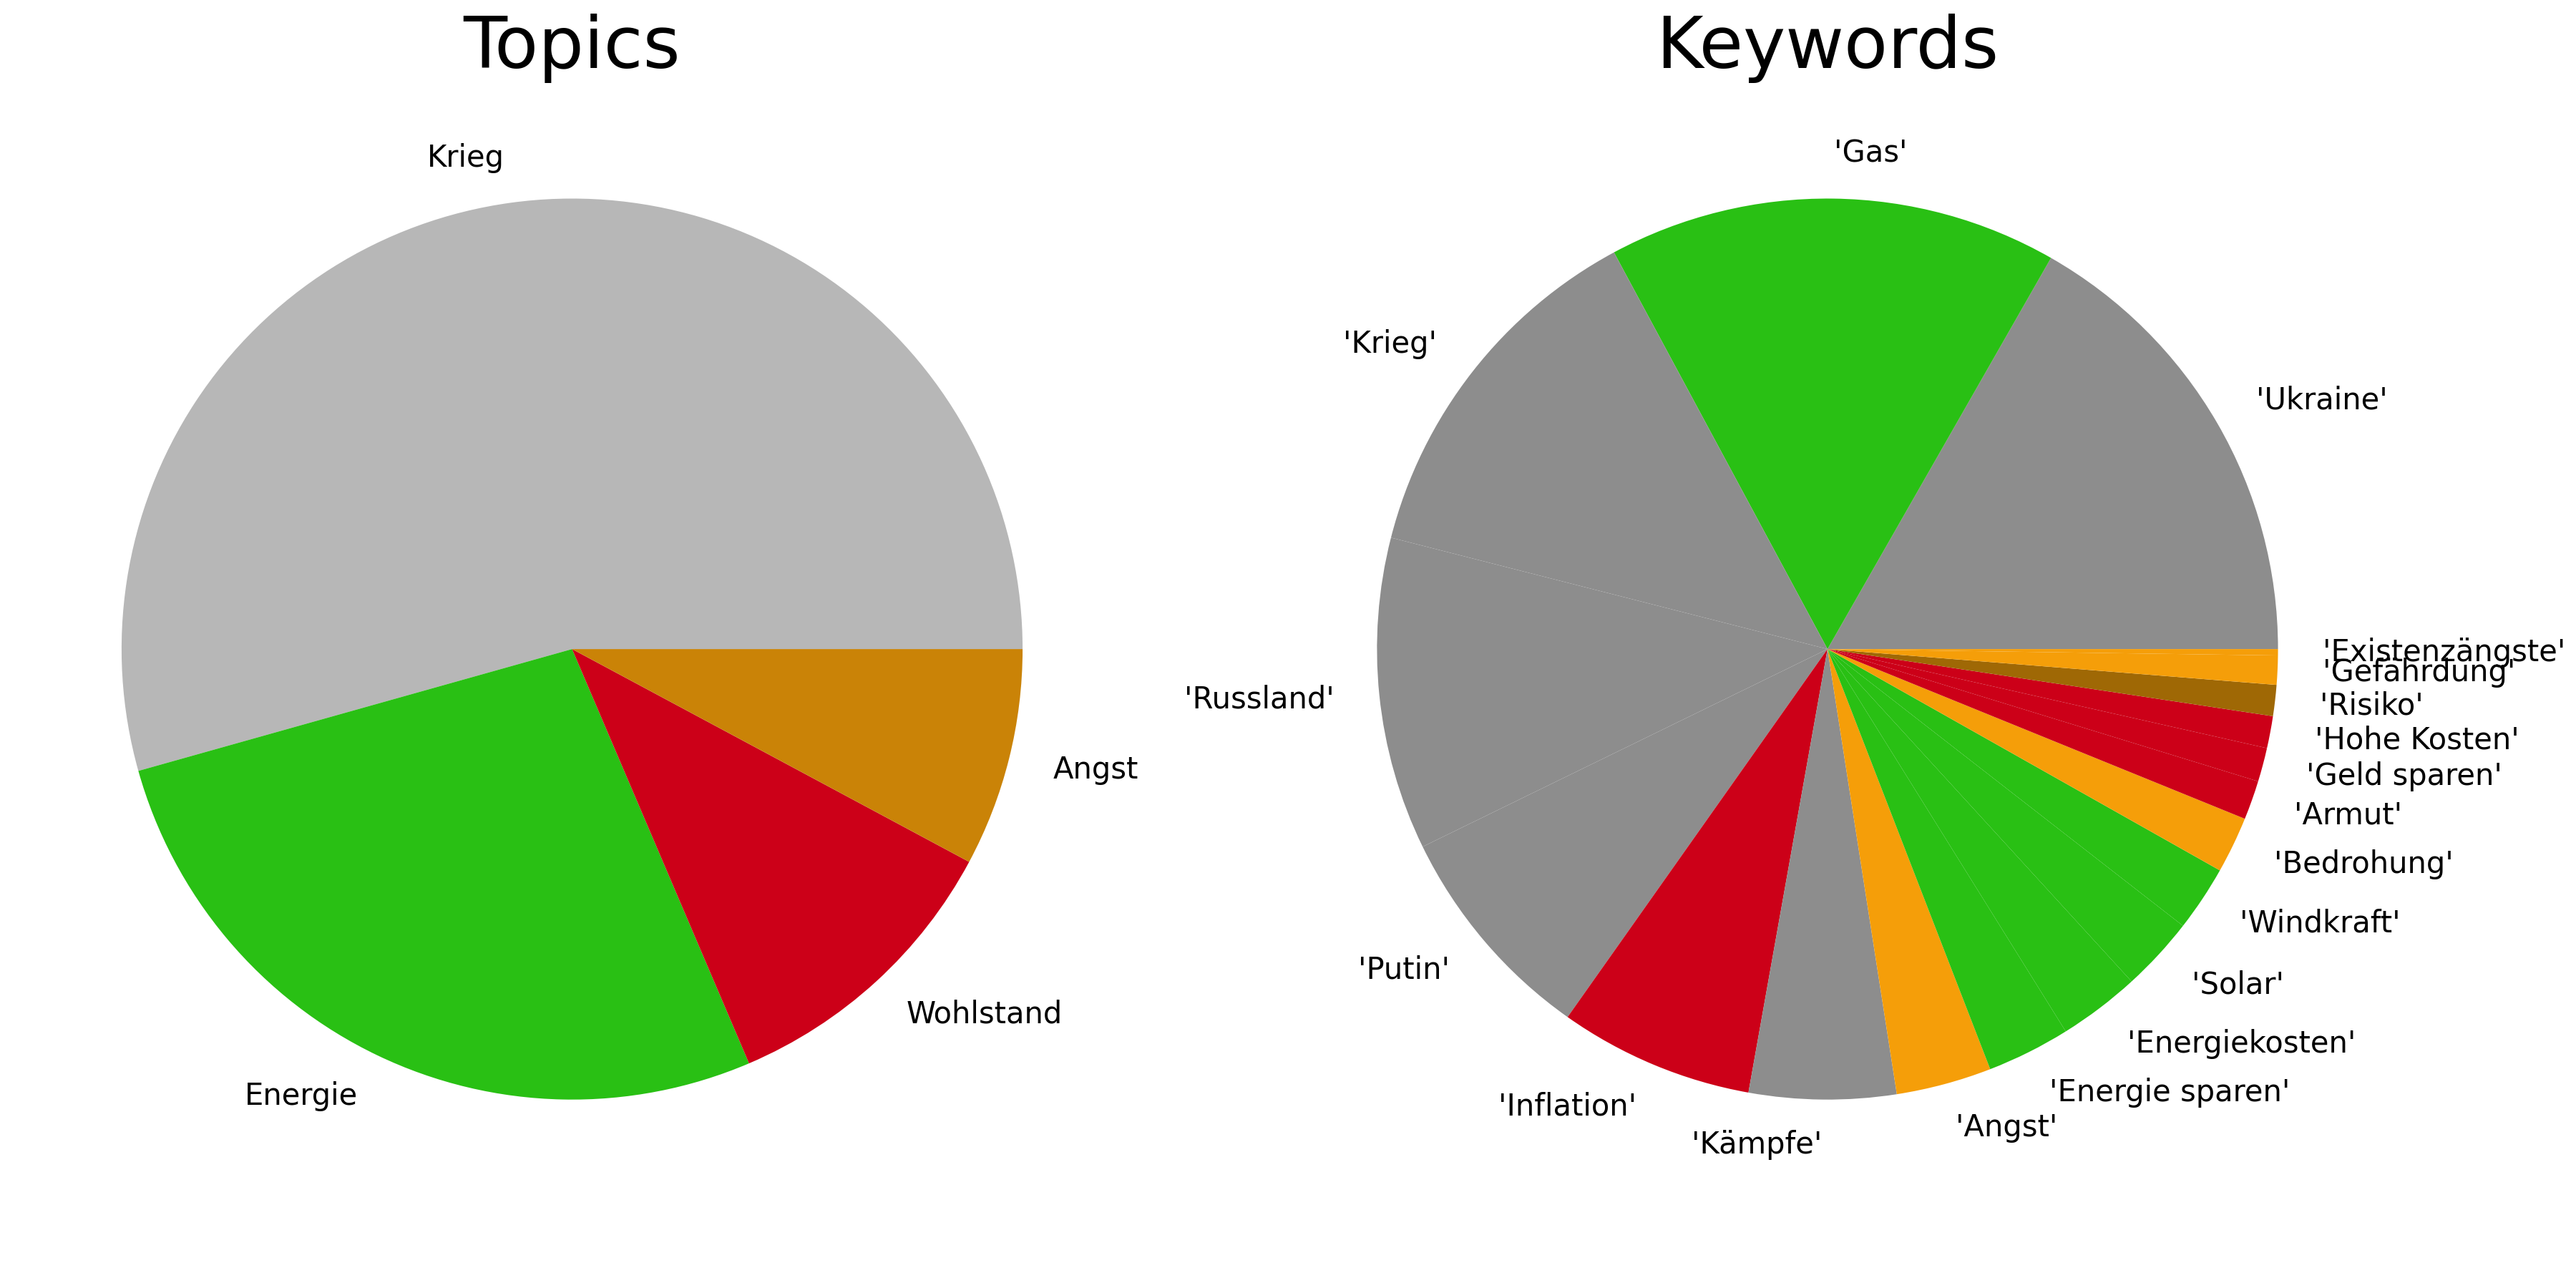 Topics
Krieg
Energie
Wohlstand
Angst
Keywords
'Ukraine'
'Gas'
'Krieg'
'Russland'
'Putin'
'Inflation'
'Kämpfe'
'Angst'
'Energie sparen'
'Energiekosten'
'Solar'
'Windkraft'
'Bedrohung'
'Armut'
'Geld sparen'
'Hohe Kosten'
'Risiko'
'Gefährdung'
'Existenzängste'